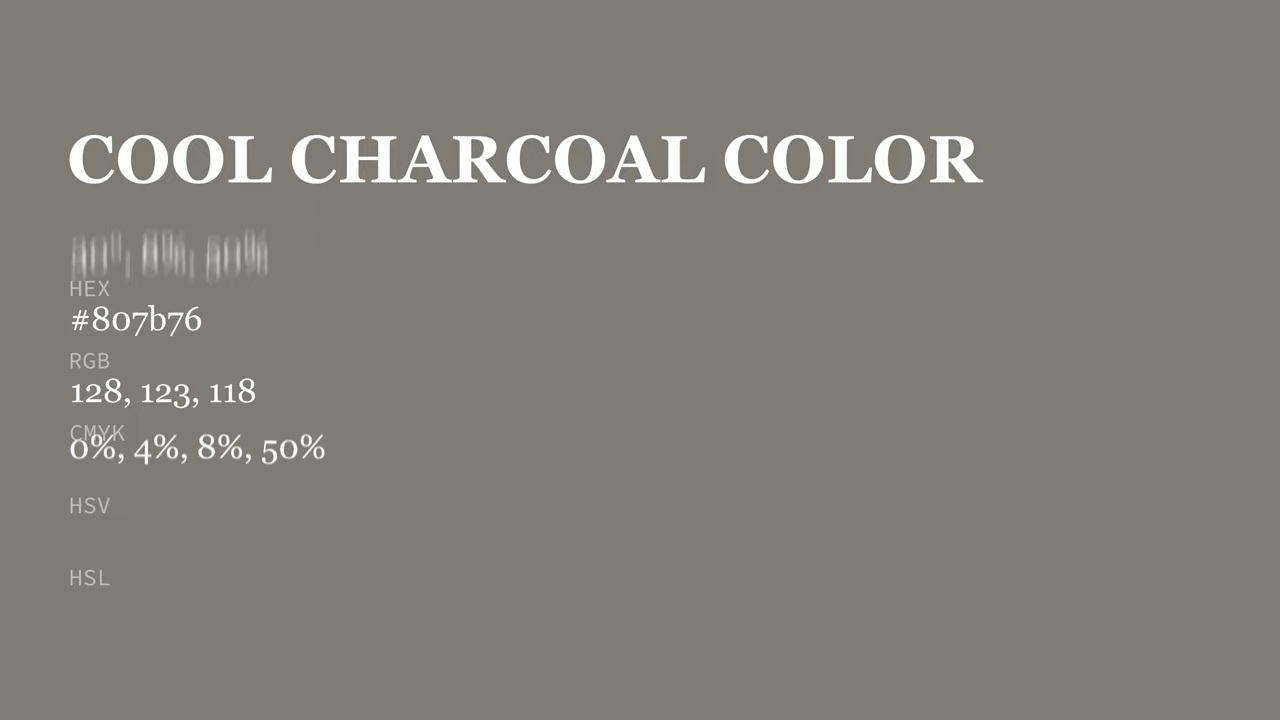 COOL CHARCOAL COLOR
HEX
#807b76
RGB
128, 123, 118
CMYK
0%, 4%, 8%, 50%
HSV
HSL